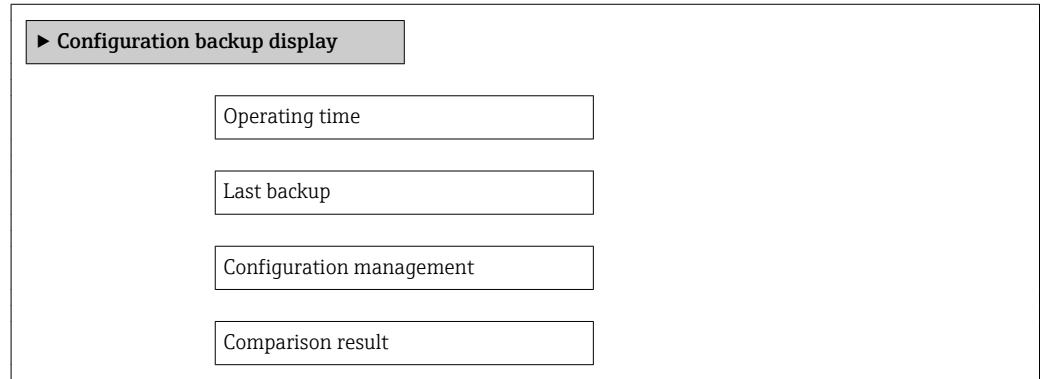 ► Configuration backup display
Operating time
Last backup
Configuration management
Comparison result